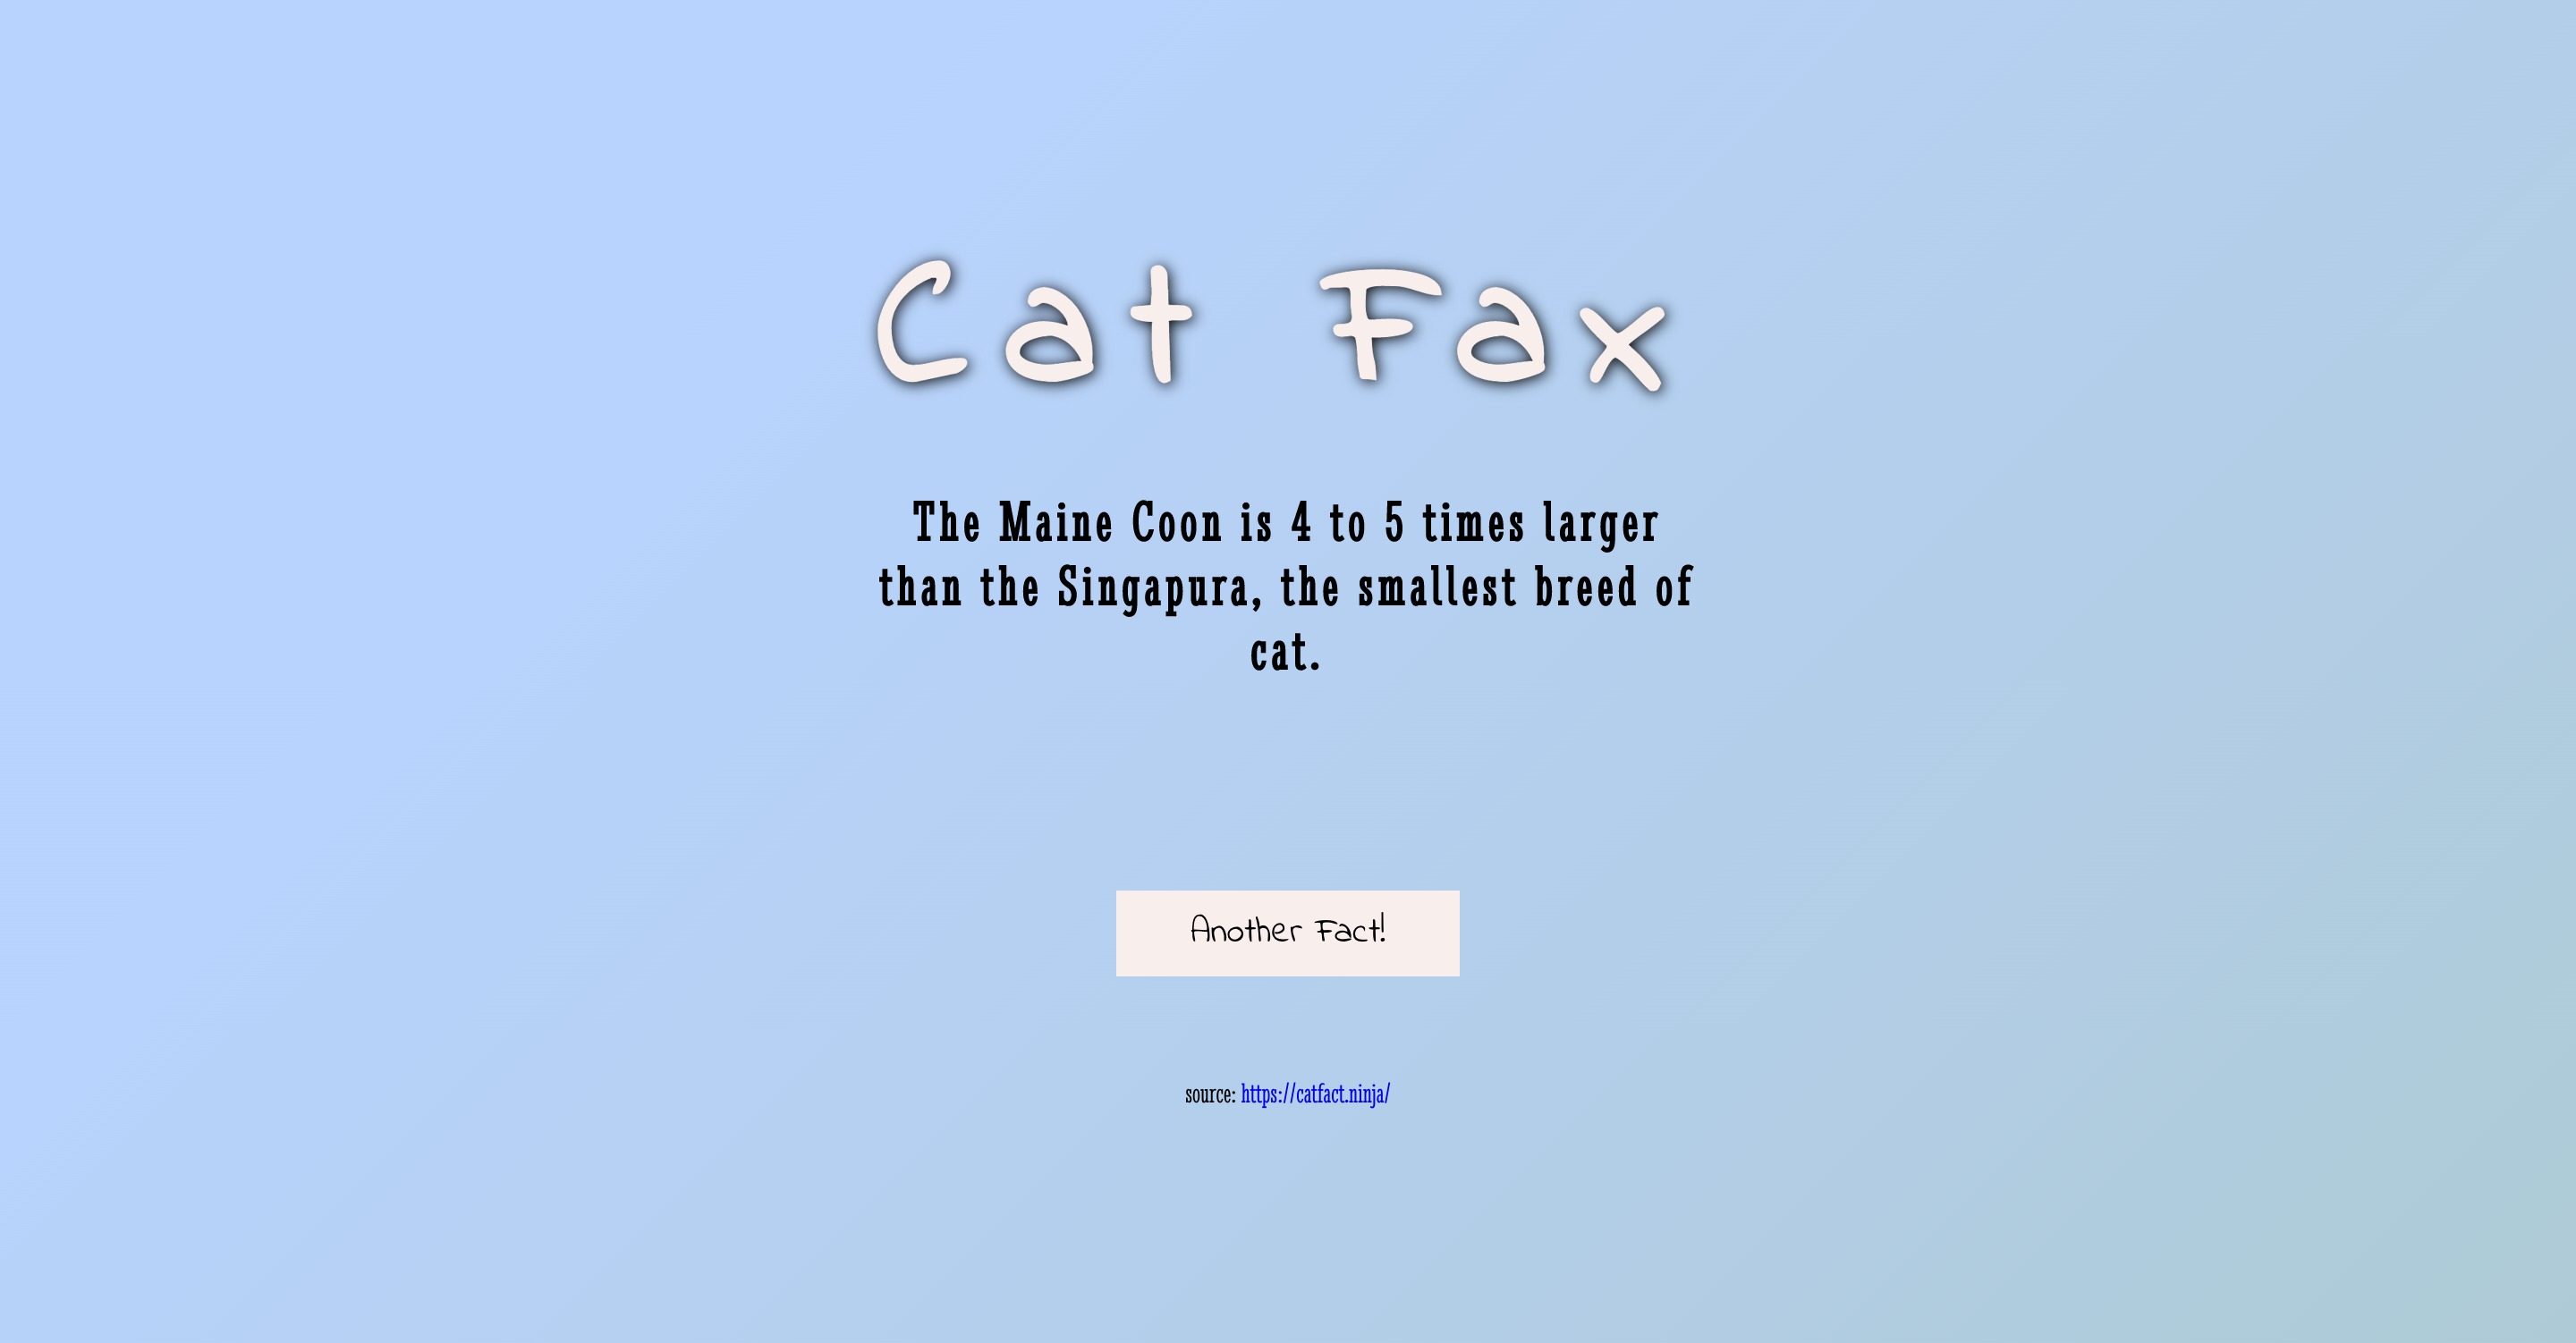 Cat Fax
The Maine Coon is 4 to 5 times larger
than the Singapura, the smallest breed of
cat.
Another Fact!
source: https://catfact.ninja/